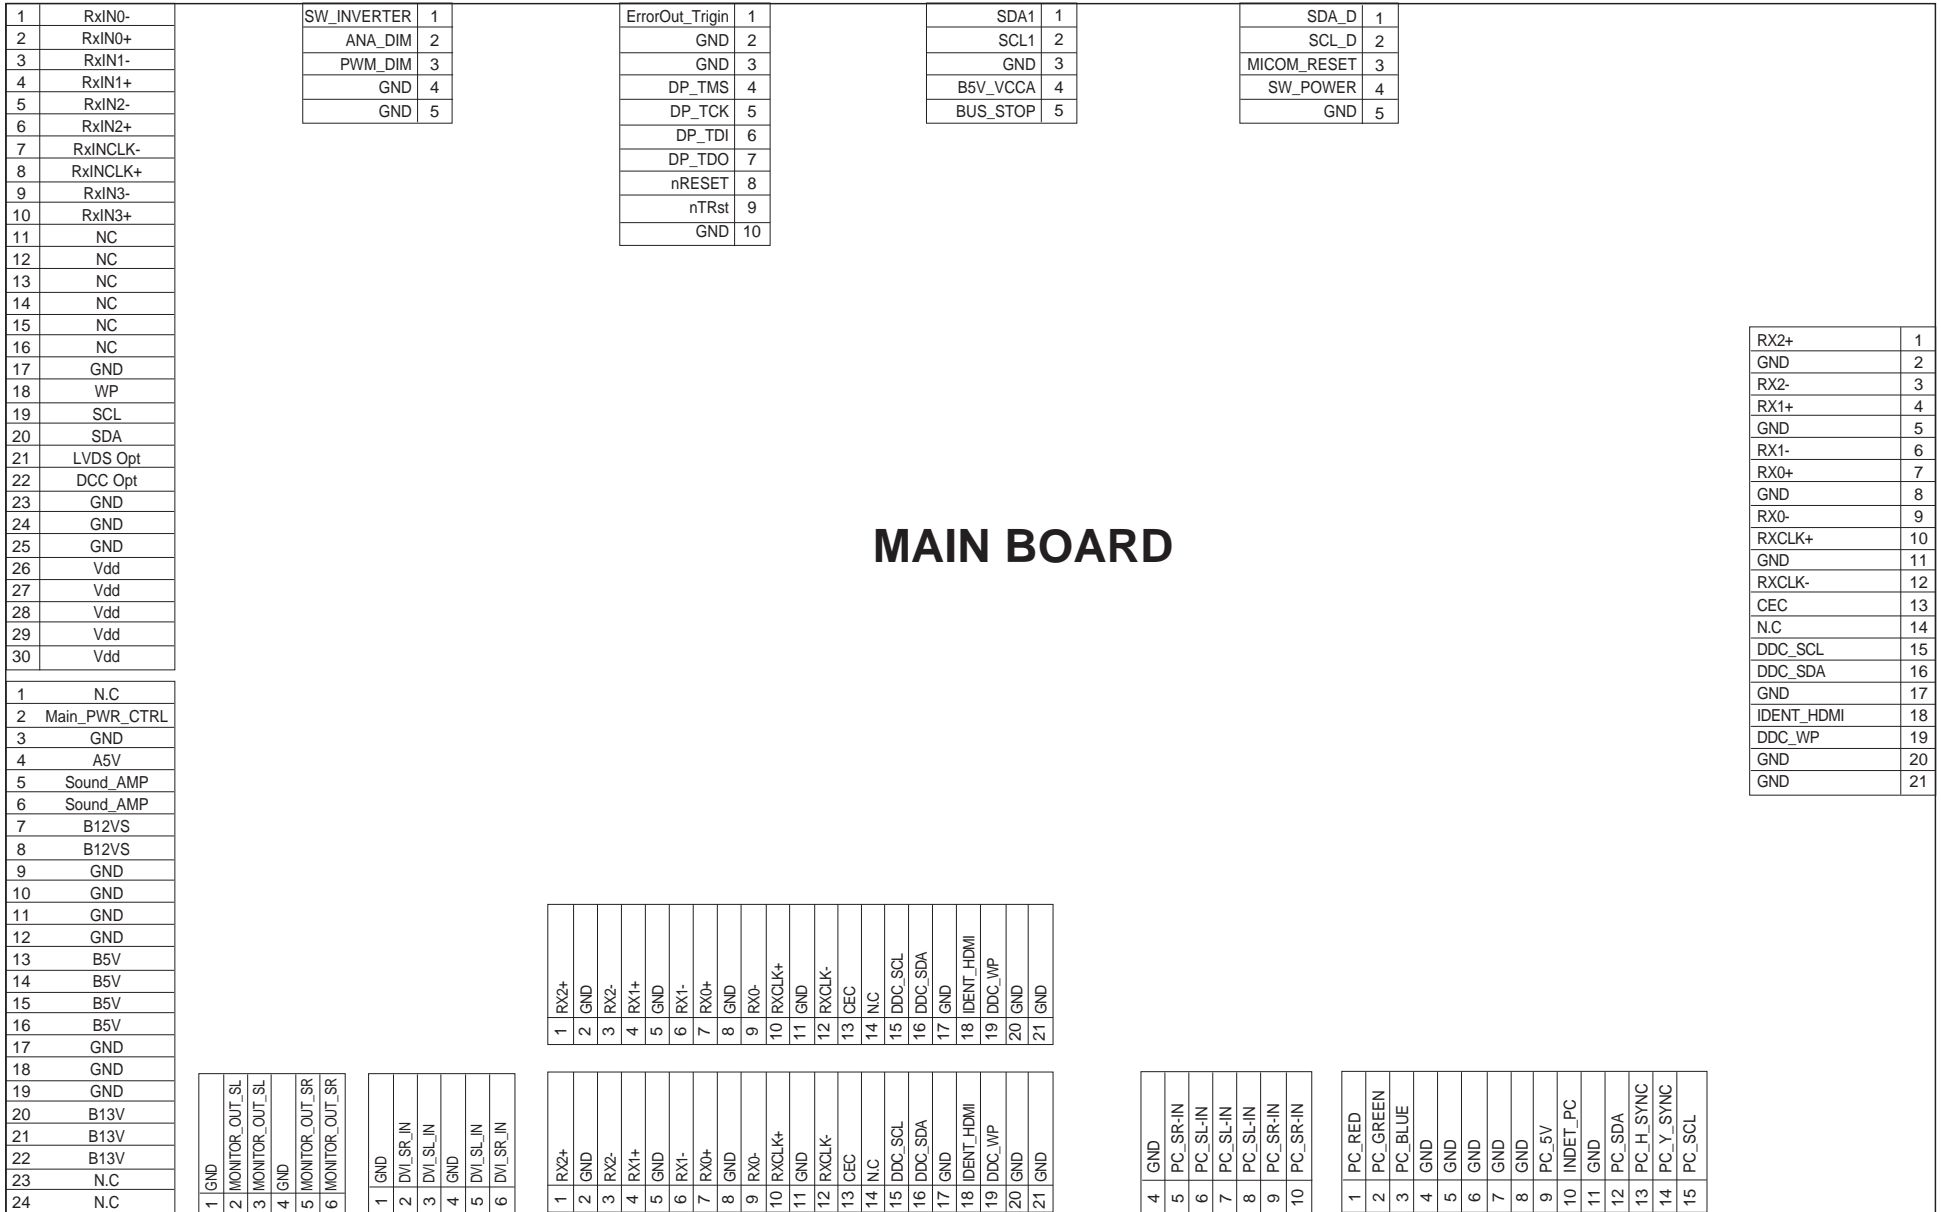 1 RxIN0-
2 RxIN0+
3 RxIN1-
4 RxIN1+
5 RxIN2-
6 RxIN2+
7 RxINCLK-
8 RxINCLK+
9 RxIN3-
10 RxIN3+
11 NC
12 NC
13 NC
14 NC
15 NC
16 NC
17 GND
18 WP
19 SCL
20 SDA
21 LVDS Opt
22 DCC Opt
23 GND
24 GND
25 GND
26 Vdd
27 Vdd
28 Vdd
29 Vdd
30 Vdd
1 N.C
2 Main_PWR_CTRL
3 GND
4 A5V
5 Sound_AMP
6 Sound_AMP
7 B12VS
8 B12VS
9 GND
10 GND
11 GND
12 GND
13 B5V
14 B5V
15 B5V
16 B5V
17 GND
18 GND
19 GND
20 B13V
21 B13V
22 B13V
23 N.C
24 N.C
SW_INVERTER 1
ANA_DIM 2
PWM_DIM 3
GND 4
GND 5
ErrorOut_Trigin 1
GND 2
GND 3
DP_TMS 4
DP_TCK 5
DP_TDI 6
DP_TDO 7
nRESET 8
nTRst 9
GND 10
SDA1 1
SCL1 2
GND 3
B5V_VCCA 4
BUS_STOP 5
SDA_D 1
SCL_D 2
MICOM_RESET 3
SW_POWER 4
GND 5
MAIN BOARD
RX2+ 1
GND 2
RX2- 3
RX1+ 4
GND 5
RX1- 6
RX0+ 7
GND 8
RX0- 9
RXCLK+ 10
GND 11
RXCLK- 12
CEC 13
N.C 14
DDC_SCL 15
DDC_SDA 16
GND 17
IDENT_HDMI 18
DDC_WP 19
GND 20
GND 21
1 RX2+
2 GND
3 RX2-
4 RX1+
5 GND
6 RX1-
7 RX0+
8 GND
9 RX0-
10 RXCLK+
11 GND
12 RXCLK-
13 CEC
14 N.C
15 DDC_SCL
16 DDC_SDA
17 GND
18 IDENT_HDMI
19 DDC_WP
20 GND
21 GND
1 GND
2 MONITOR_OUT_SL
3 MONITOR_OUT_SL
4 GND
5 MONITOR_OUT_SR
6 MONITOR_OUT_SR
1 GND
2 DVI_SR_IN
3 DVI_SL_IN
4 GND
5 DVI_SL_IN
6 DVI_SR_IN
1 RX2+
2 GND
3 RX2-
4 RX1+
5 GND
6 RX1-
7 RX0+
8 GND
9 RX0-
10 RXCLK+
11 GND
12 RXCLK-
13 CEC
14 N.C
15 DDC_SCL
16 DDC_SDA
17 GND
18 IDENT_HDMI
19 DDC_WP
20 GND
21 GND
4 GND
5 PC_SR-IN
6 PC_SL-IN
7 PC_SL-IN
8 PC_SL-IN
9 PC_SR-IN
10 PC_SR-IN
1 PC_RED
2 PC_GREEN
3 PC_BLUE
4 GND
5 GND
6 GND
7 GND
8 GND
9 PC_5V
10 INDET_PC
11 GND
12 PC_SDA
13 PC_H_SYNC
14 PC_Y_SYNC
15 PC_SCL